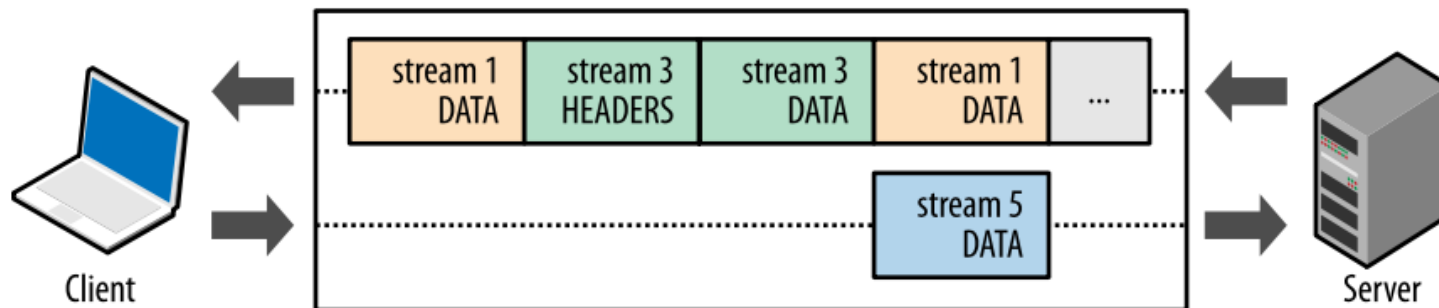 stream 1
DATA
stream 3
HEADERS
stream 3
DATA
stream 1
DATA
...
stream 5
DATA
Client
Server